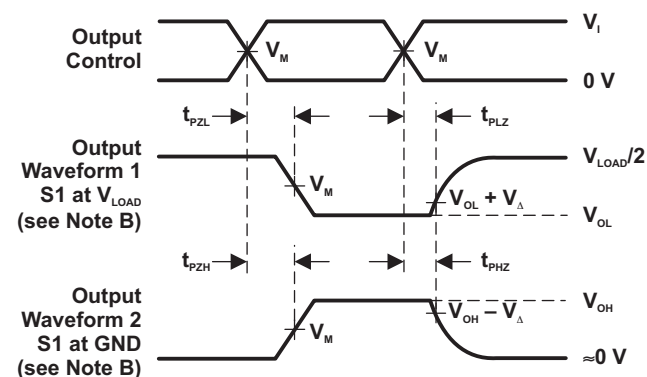 Output
Control
V_M
V_M
V_I
0 V
t_PZL
t_PLZ
Output
Waveform 1
S1 at V_LOAD
(see Note B)
V_M
V_OL + V_Δ
V_LOAD/2
V_OL
t_PZH
t_PHZ
Output
Waveform 2
S1 at GND
(see Note B)
V_M
V_OH – V_Δ
V_OH
≈0 V